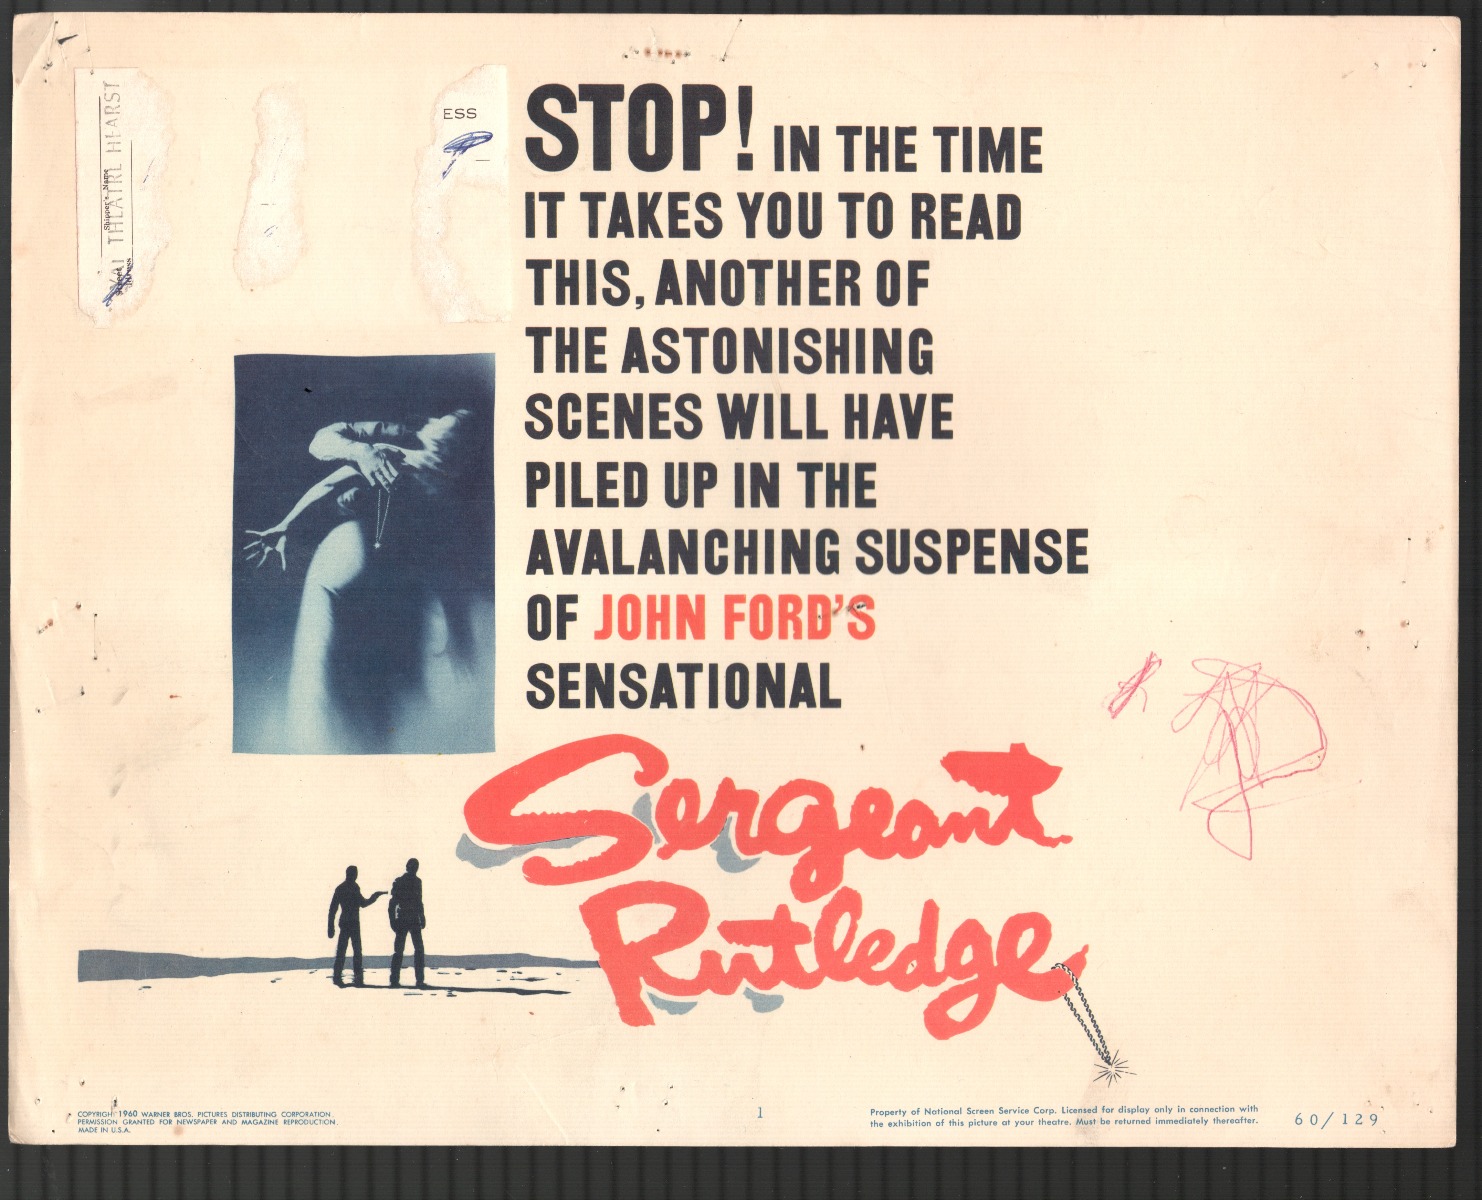 STOP! IN THE TIME
IT TAKES YOU TO READ
THIS, ANOTHER OF
THE ASTONISHING
SCENES WILL HAVE
PILED UP IN THE
AVALANCHING SUSPENSE
OF JOHN FORD'S
SENSATIONAL
Sergeant
Rutledge
ESS
Shipper's Name
THEATRE HEARST
COPYRIGHT 1960 WARNER BROS. PICTURES DISTRIBUTING CORPORATION.
PERMISSION GRANTED FOR NEWSPAPER AND MAGAZINE REPRODUCTION.
MADE IN U.S.A.
1
Property of National Screen Service Corp. Licensed for display only in connection with
the exhibition of this picture at your theatre. Must be returned immediately thereafter.
60/129